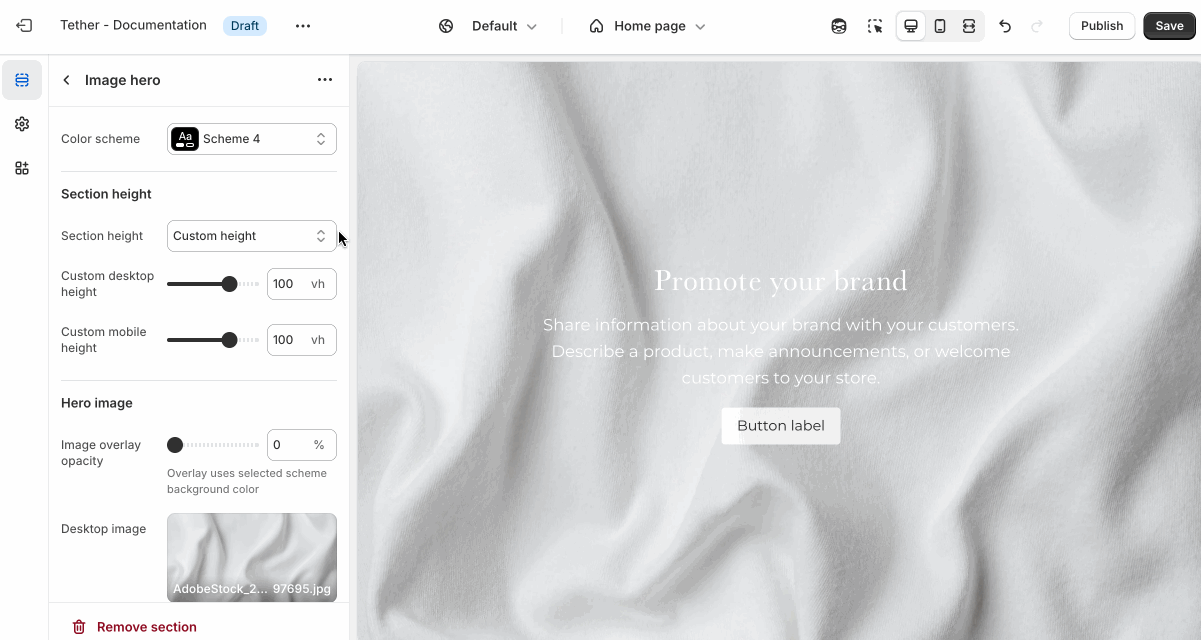 Tether - Documentation
Draft
Default
Home page
Publish
Save
Image hero
Color scheme
Aa
Scheme 4
Section height
Section height
Custom height
Custom desktop
height
100 vh
Custom mobile
height
100 vh
Hero image
Image overlay
opacity
0 %
Overlay uses selected scheme
background color
Desktop image
AdobeStock_2... 97695.jpg
Remove section
Promote your brand
Share information about your brand with your customers.
Describe a product, make announcements, or welcome
customers to your store.
Button label